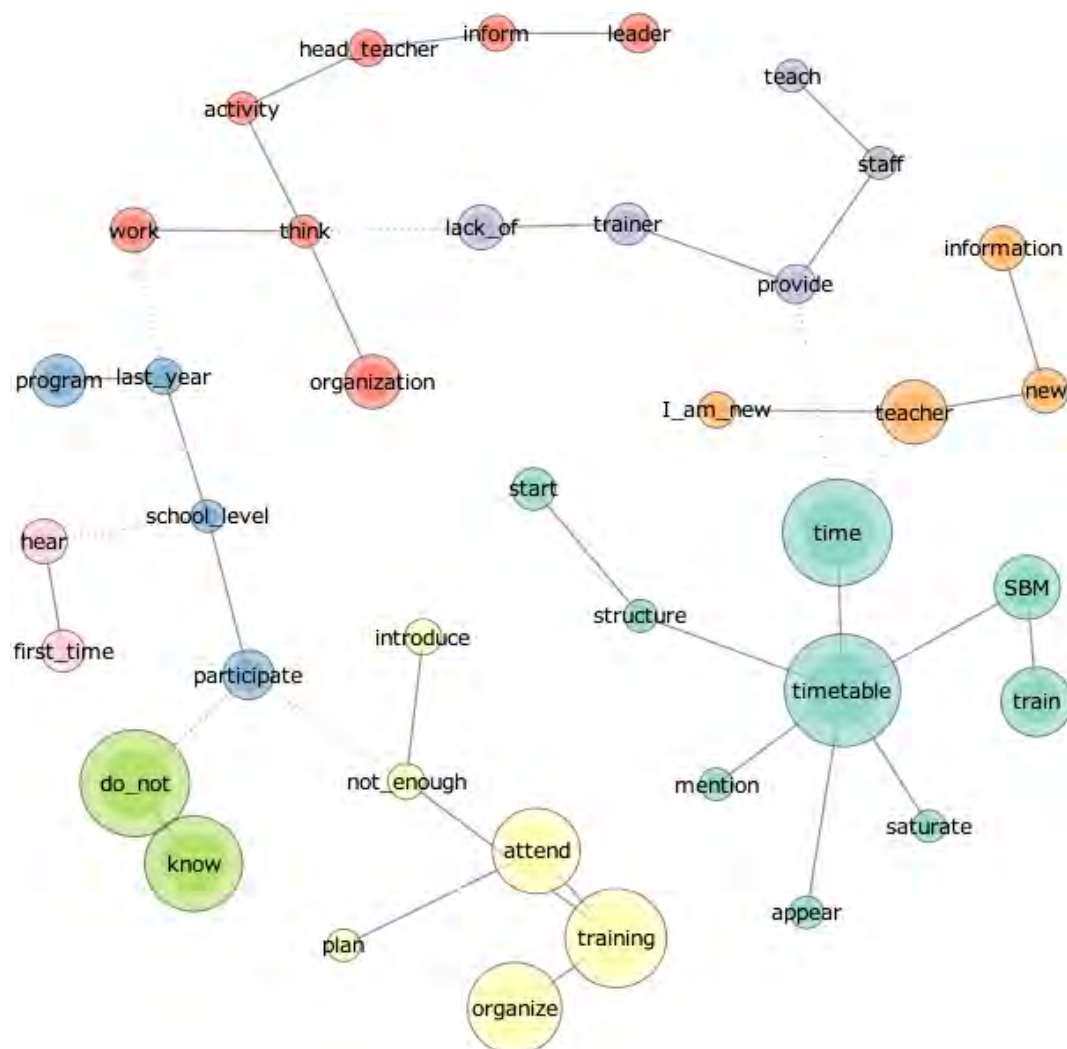 inform
leader
head_teacher
teach
activity
staff
work
think
lack_of
trainer
information
provide
program
last_year
organization
new
I_am_new
teacher
start
school_level
time
hear
SBM
structure
introduce
first_time
participate
timetable
train
do_not
not_enough
mention
saturate
attend
know
appear
plan
training
organize